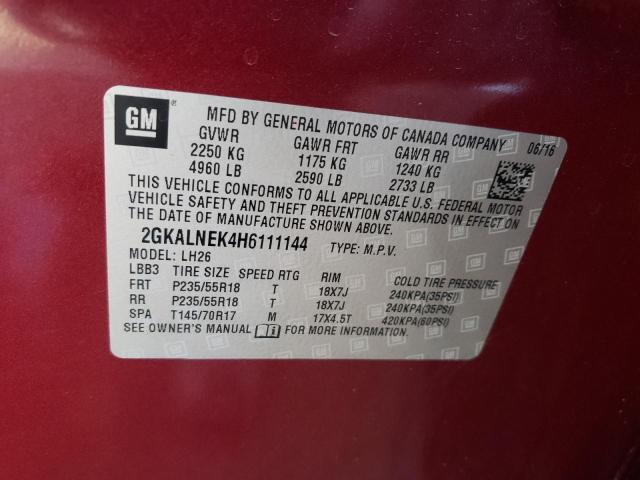 GM ® MFD BY GENERAL MOTORS OF CANADA COMPANY 06/16
GVWR GAWR FRT GAWR RR
2250 KG 1175 KG 1240 KG
4960 LB 2590 LB 2733 LB
THIS VEHICLE CONFORMS TO ALL APPLICABLE U.S. FEDERAL MOTOR
VEHICLE SAFETY AND THEFT PREVENTION STANDARDS IN EFFECT ON
THE DATE OF MANUFACTURE SHOWN ABOVE.
2GKALNEK4H6111144 TYPE: M.P.V.
MODEL: LH26
LBB3 TIRE SIZE SPEED RTG RIM COLD TIRE PRESSURE
FRT P235/55R18 T 18X7J 240KPA(35PSI)
RR P235/55R18 T 18X7J 240KPA(35PSI)
SPA T145/70R17 M 17X4.5T 420KPA(60PSI)
SEE OWNER'S MANUAL FOR MORE INFORMATION.